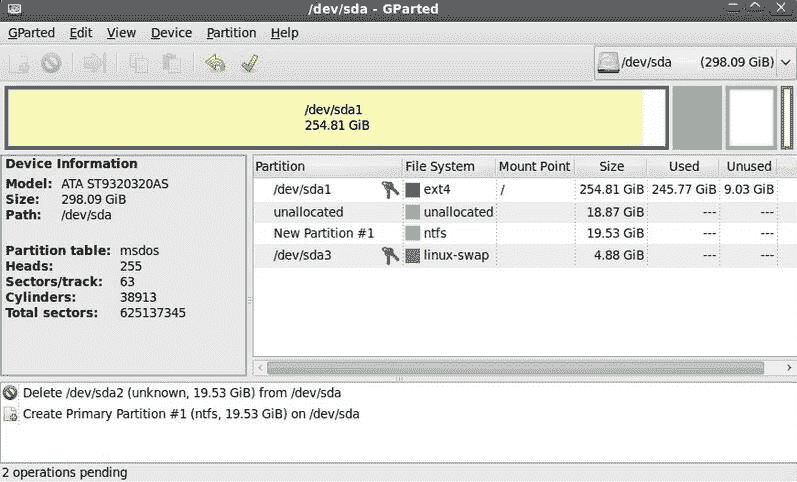 /dev/sda - GParted
GParted Edit View Device Partition Help
/dev/sda (298.09 GiB)
/dev/sda1
254.81 GiB
Device Information
Model: ATA ST9320320AS
Size: 298.09 GiB
Path: /dev/sda
Partition table: msdos
Heads: 255
Sectors/track: 63
Cylinders: 38913
Total sectors: 625137345
Partition File System Mount Point Size Used Unused
/dev/sda1 ext4 / 254.81 GiB 245.77 GiB 9.03 GiB
unallocated unallocated 18.87 GiB --- ---
New Partition #1 ntfs 19.53 GiB --- ---
/dev/sda3 linux-swap 4.88 GiB --- ---
Delete /dev/sda2 (unknown, 19.53 GiB) from /dev/sda
Create Primary Partition #1 (ntfs, 19.53 GiB) on /dev/sda
2 operations pending